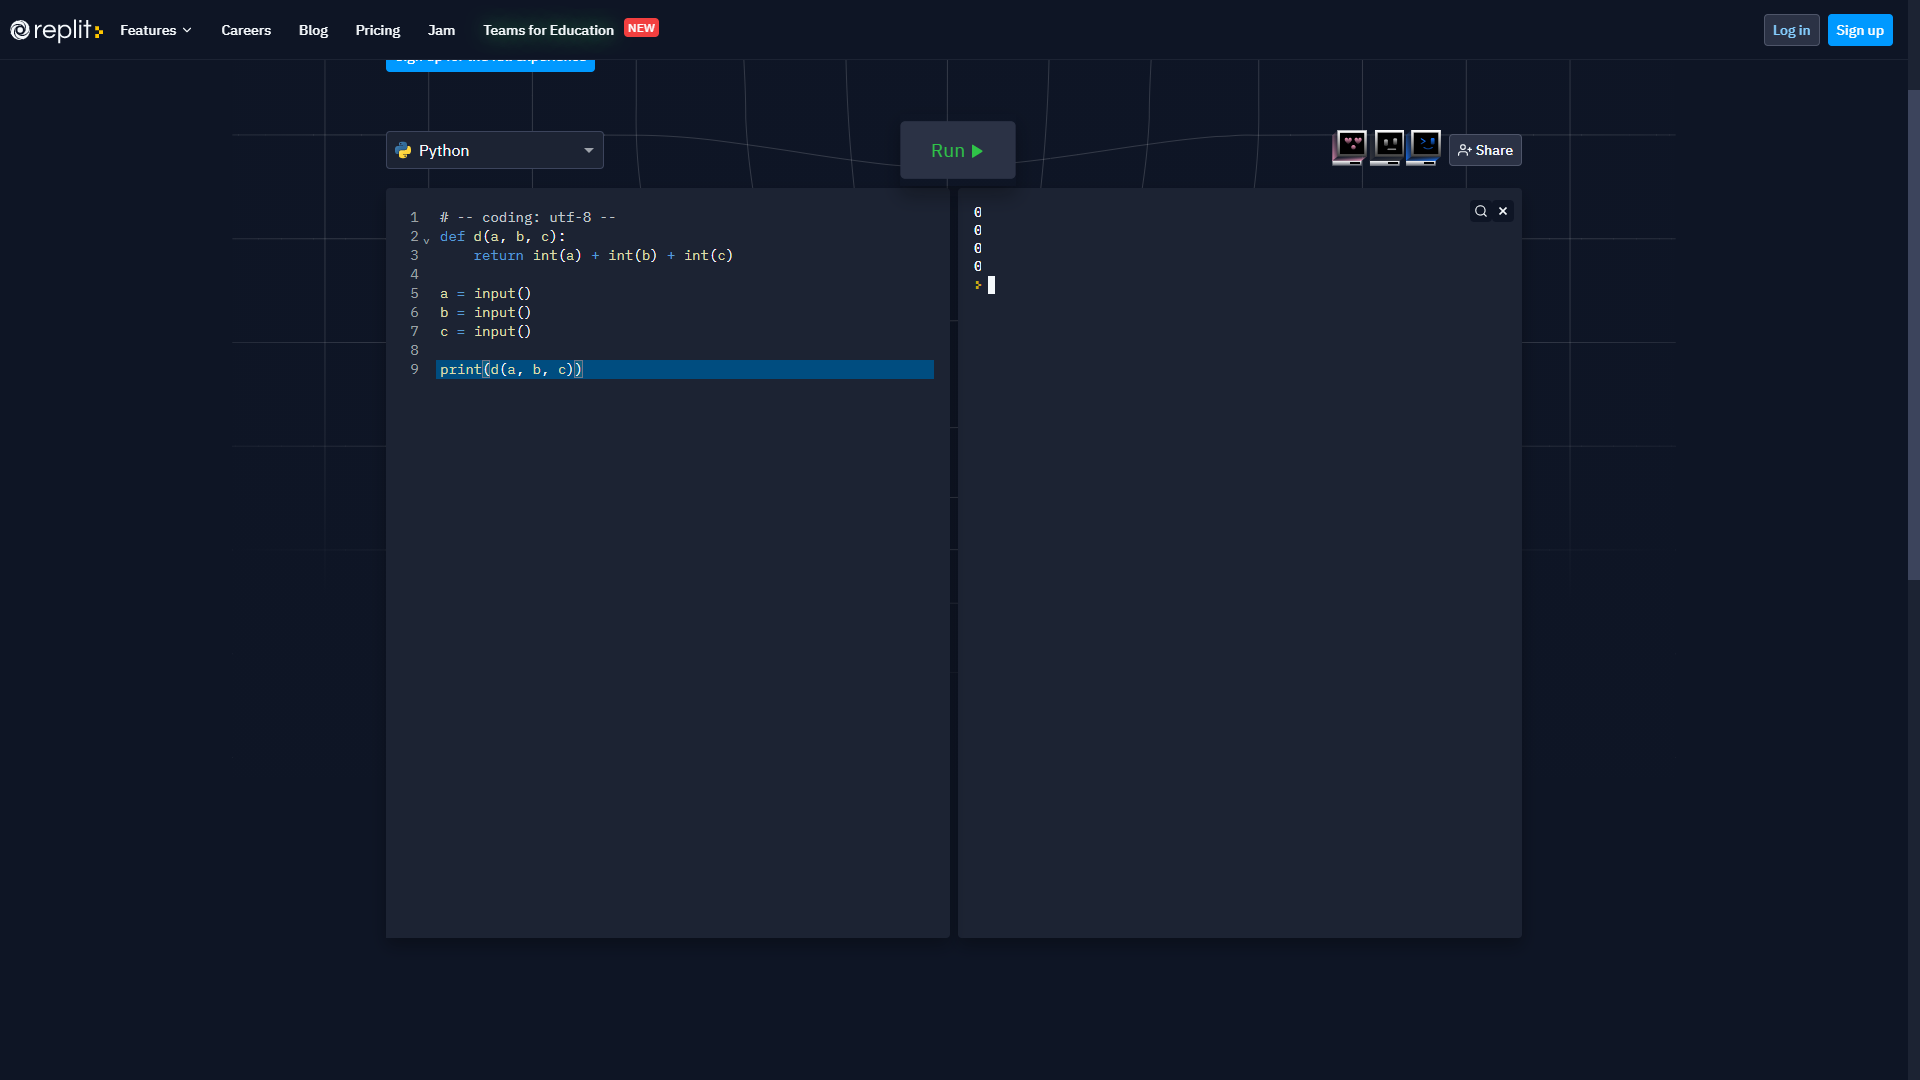 replit
Features
Careers
Blog
Pricing
Jam
Teams for Education
NEW
Log in
Sign up
Python
Run
Share
1 # -- coding: utf-8 --
2 def d(a, b, c):
3 return int(a) + int(b) + int(c)
4
5 a = input()
6 b = input()
7 c = input()
8
9 print(d(a, b, c))
0
0
0
0